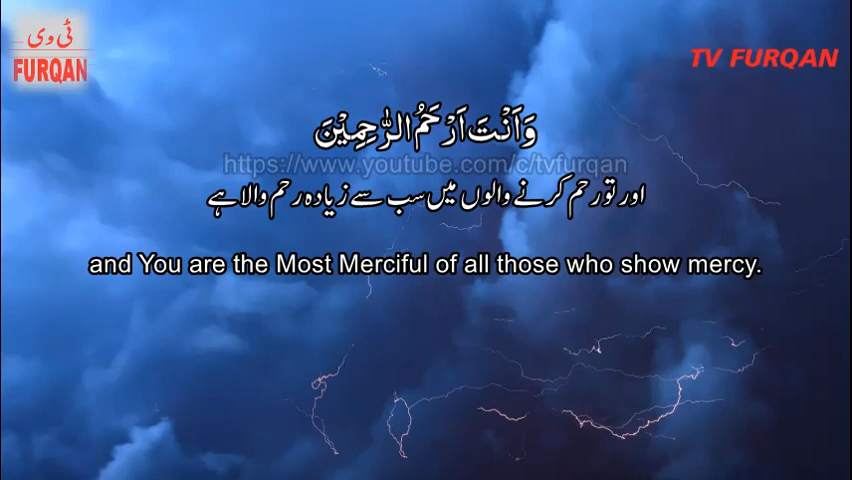 ٹی وی
FURQAN
TV FURQAN
وَاَنْتَ اَرْحَمُ الرّٰحِمِيْنَ
https://www.youtube.com/c/tvfurqan
اور تو رحم کرنے والوں میں سب سے زیادہ رحم والا ہے
and You are the Most Merciful of all those who show mercy.